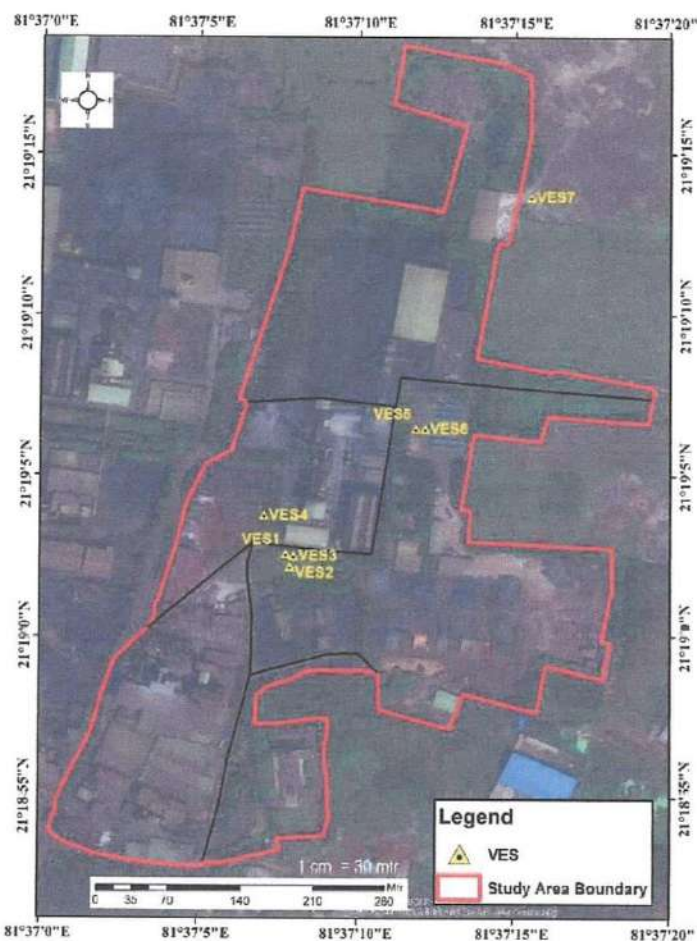 81°37'0"E 81°37'5"E 81°37'10"E 81°37'15"E 81°37'20"E
N
W E
S
21°19'15"N 21°19'15"N
VES7
21°19'10"N 21°19'10"N
VES5
VES6
21°19'5"N 21°19'5"N
VES4
VES1
VES3
VES2
21°19'0"N 21°19'0"N
21°18'55"N 21°18'55"N
Legend
VES
Study Area Boundary
1 cm = 30 mtr
Mtr
0 35 70 140 210 280
81°37'0"E 81°37'5"E 81°37'10"E 81°37'15"E 81°37'20"E